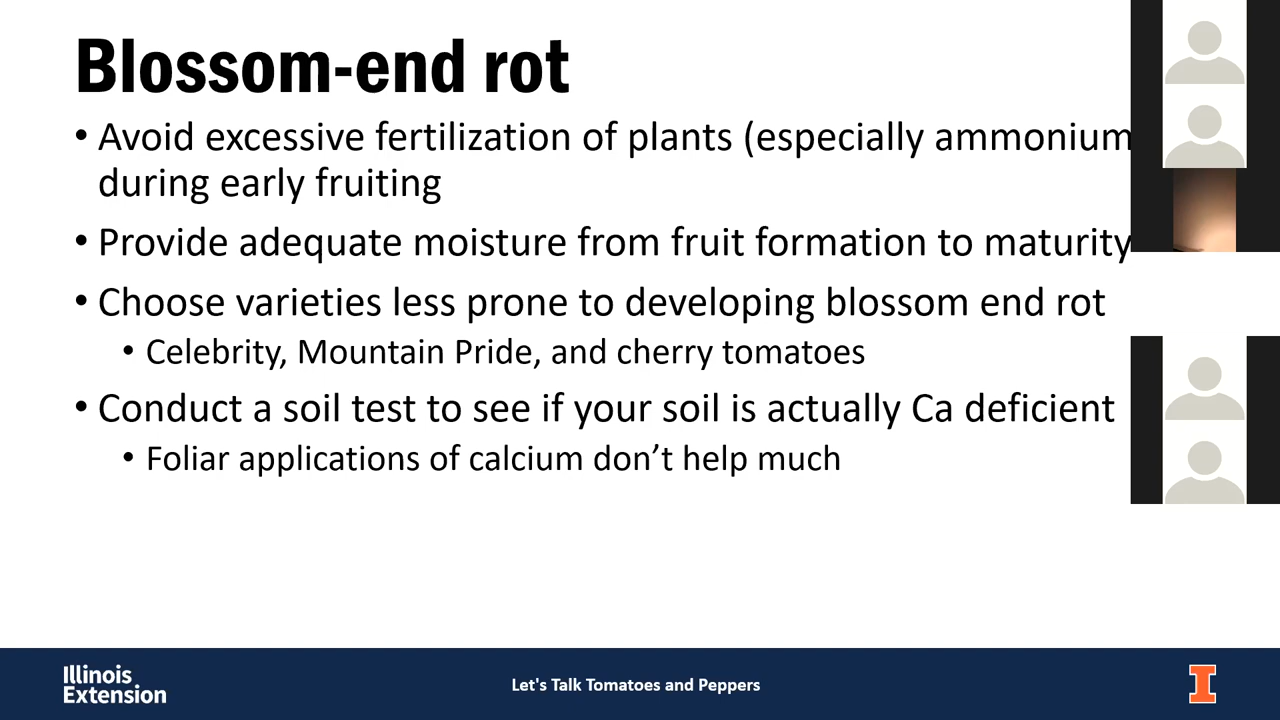 Blossom-end rot
• Avoid excessive fertilization of plants (especially ammonium
during early fruiting
• Provide adequate moisture from fruit formation to maturity
• Choose varieties less prone to developing blossom end rot
• Celebrity, Mountain Pride, and cherry tomatoes
• Conduct a soil test to see if your soil is actually Ca deficient
• Foliar applications of calcium don’t help much
Illinois
Extension
Let's Talk Tomatoes and Peppers
I